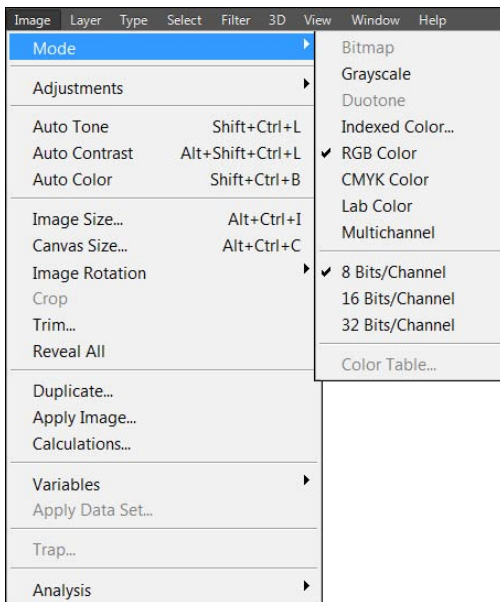 Image Layer Type Select Filter 3D View Window Help
Mode
Adjustments
Auto Tone Shift+Ctrl+L
Auto Contrast Alt+Shift+Ctrl+L
Auto Color Shift+Ctrl+B
Image Size... Alt+Ctrl+I
Canvas Size... Alt+Ctrl+C
Image Rotation
Crop
Trim...
Reveal All
Duplicate...
Apply Image...
Calculations...
Variables
Apply Data Set...
Trap...
Analysis
Bitmap
Grayscale
Duotone
Indexed Color...
RGB Color
CMYK Color
Lab Color
Multichannel
8 Bits/Channel
16 Bits/Channel
32 Bits/Channel
Color Table...